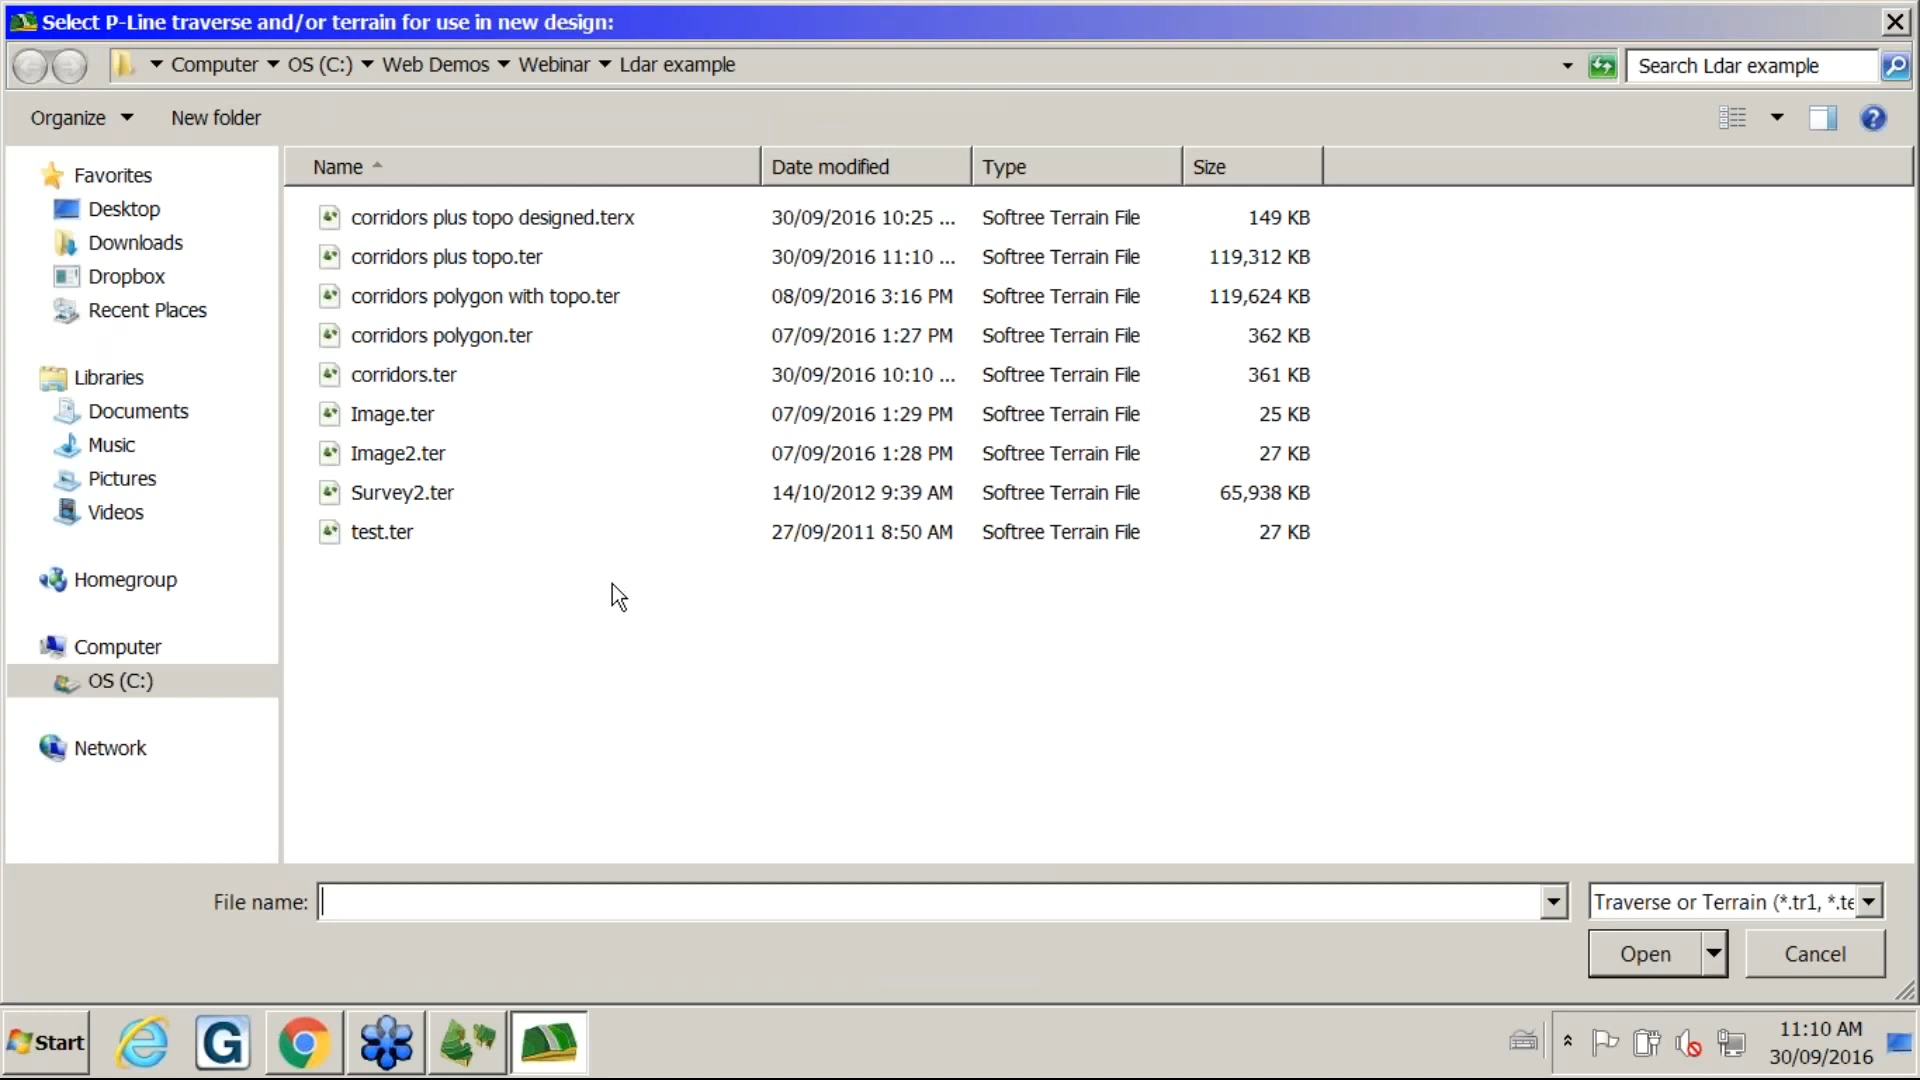 Select P-Line traverse and/or terrain for use in new design:
Computer OS (C:) Web Demos Webinar Ldar example
Search Ldar example
Organize New folder
Favorites
Desktop
Downloads
Dropbox
Recent Places
Libraries
Documents
Music
Pictures
Videos
Homegroup
Computer
OS (C:)
Network
Name Date modified Type Size
corridors plus topo designed.terx 30/09/2016 10:25 ... Softree Terrain File 149 KB
corridors plus topo.ter 30/09/2016 11:10 ... Softree Terrain File 119,312 KB
corridors polygon with topo.ter 08/09/2016 3:16 PM Softree Terrain File 119,624 KB
corridors polygon.ter 07/09/2016 1:27 PM Softree Terrain File 362 KB
corridors.ter 30/09/2016 10:10 ... Softree Terrain File 361 KB
Image.ter 07/09/2016 1:29 PM Softree Terrain File 25 KB
Image2.ter 07/09/2016 1:28 PM Softree Terrain File 27 KB
Survey2.ter 14/10/2012 9:39 AM Softree Terrain File 65,938 KB
test.ter 27/09/2011 8:50 AM Softree Terrain File 27 KB
File name:
Traverse or Terrain (*.tr1, *.te
Open Cancel
Start
G
11:10 AM
30/09/2016